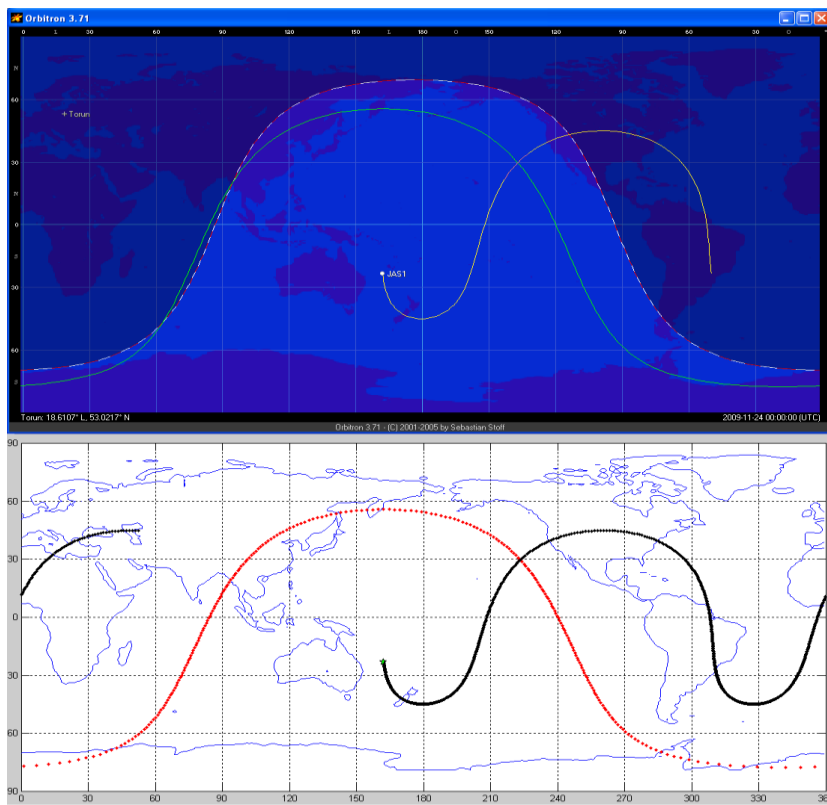 Orbitron 3.71
0 30 60 90 120 150 180 150 120 90 60 30
N
60
+ Torun
30
N
0
S
JAS1
30
60
S
Torun: 18.6107° L, 53.0217° N 2009-11-24 00:00:00 (UTC)
Orbitron 3.71 - (C) 2001-2005 by Sebastian Stoff
90
60
30
0
30
60
90
0 30 60 90 120 150 180 210 240 270 300 330 36